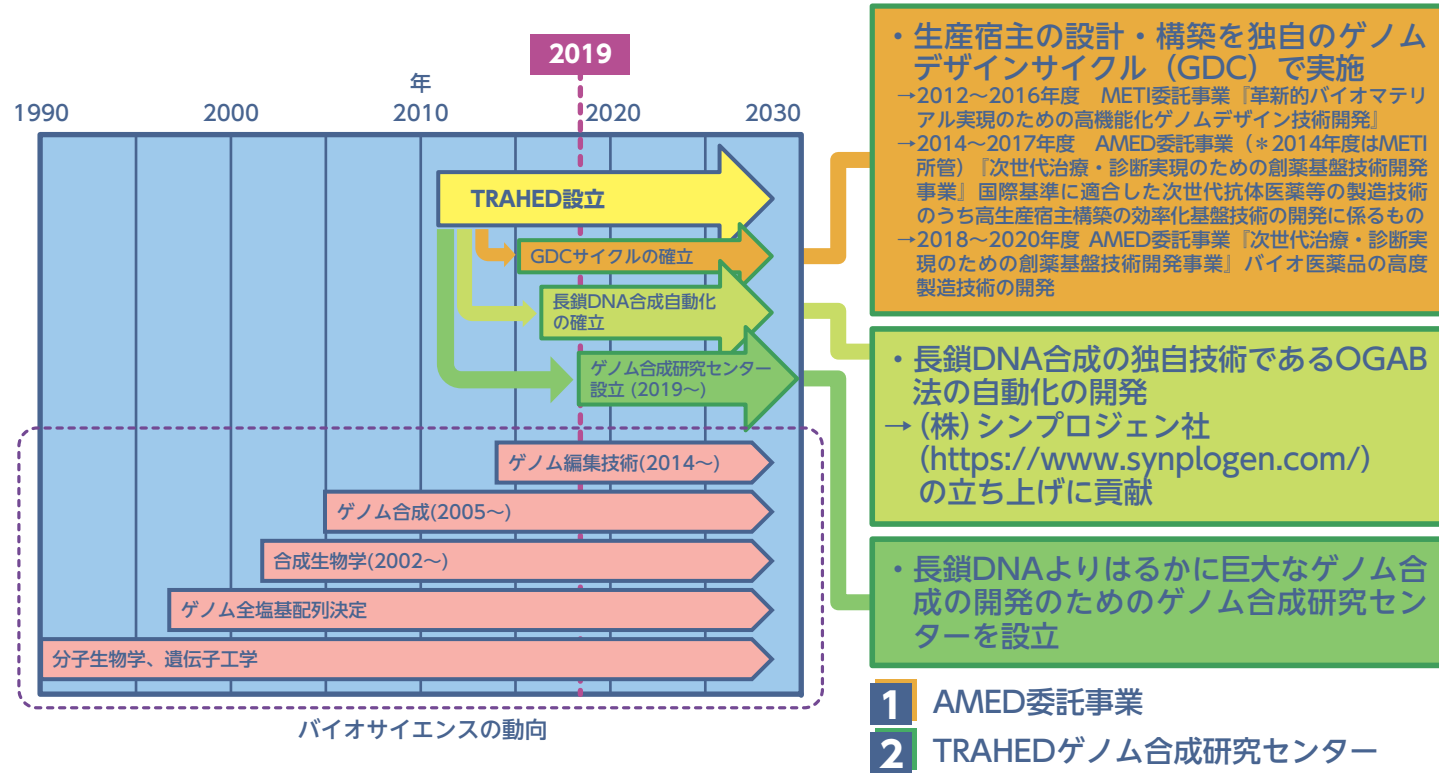 2019
年
1990
2000
2010
2020
2030
TRAHED設立
GDCサイクルの確立
長鎖DNA合成自動化
の確立
ゲノム合成研究センター
設立 (2019～)
ゲノム編集技術(2014～)
ゲノム合成(2005～)
合成生物学(2002～)
ゲノム全塩基配列決定
分子生物学、遺伝子工学
バイオサイエンスの動向
・生産宿主の設計・構築を独自のゲノム
デザインサイクル（GDC）で実施
→2012～2016年度　METI委託事業『革新的バイオマテリ
アル実現のための高機能化ゲノムデザイン技術開発』
→2014～2017年度　AMED委託事業（＊2014年度はMETI
所管）『次世代治療・診断実現のための創薬基盤技術開発
事業』国際基準に適合した次世代抗体医薬等の製造技術
のうち高生産宿主構築の効率化基盤技術の開発に係るもの
→2018～2020年度 AMED委託事業『次世代治療・診断実
現のための創薬基盤技術開発事業』バイオ医薬品の高度
製造技術の開発
・長鎖DNA合成の独自技術であるOGAB
法の自動化の開発
→ (株) シンプロジェン社
(https://www.synplogen.com/)
の立ち上げに貢献
・長鎖DNAよりはるかに巨大なゲノム合
成の開発のためのゲノム合成研究セン
ターを設立
1 AMED委託事業
2 TRAHEDゲノム合成研究センター